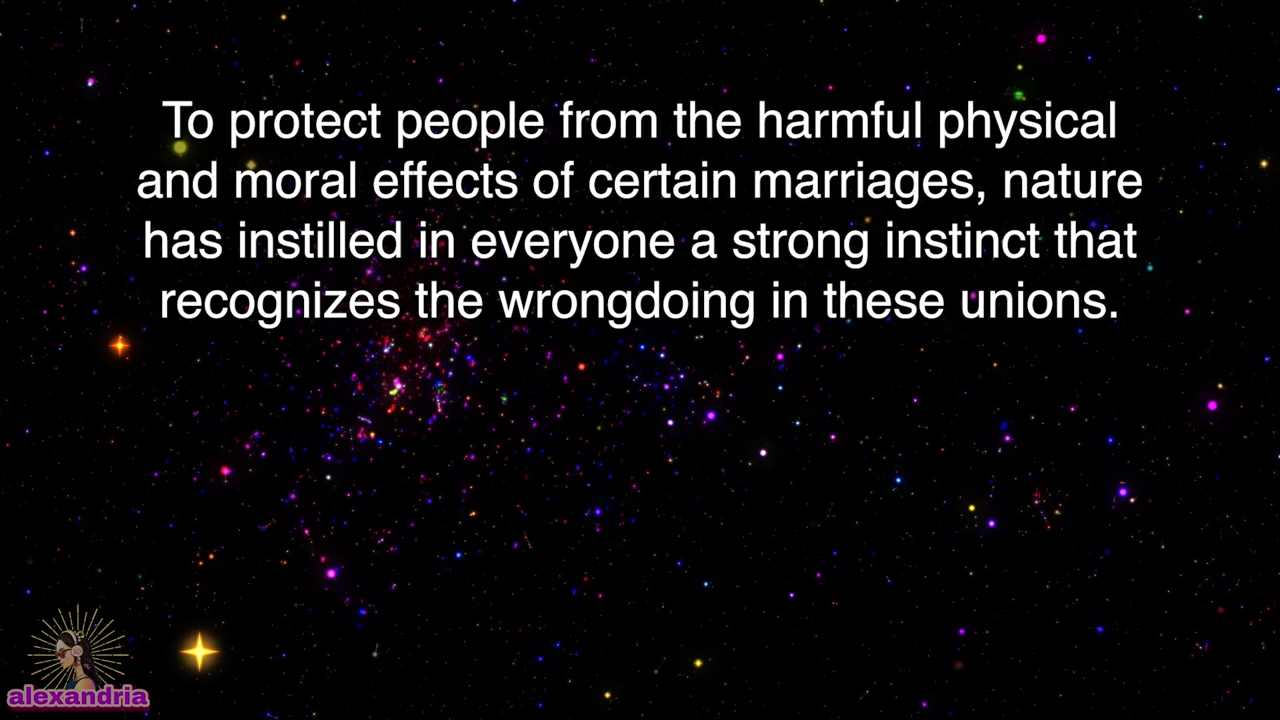 To protect people from the harmful physical
and moral effects of certain marriages, nature
has instilled in everyone a strong instinct that
recognizes the wrongdoing in these unions.
alexandria